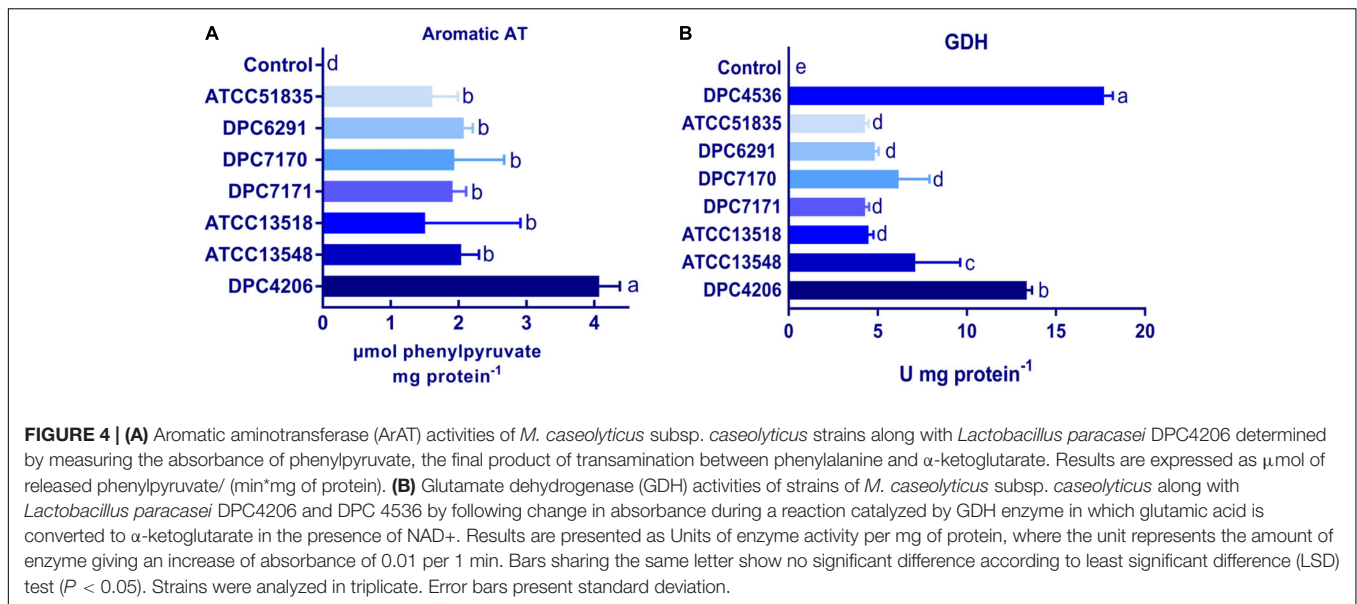 A
Aromatic AT
Control
d
ATCC51835
b
DPC6291
b
DPC7170
b
DPC7171
b
ATCC13518
b
ATCC13548
b
DPC4206
a
0 1 2 3 4
µmol phenylpyruvate
mg protein⁻¹
B
GDH
Control
e
DPC4536
a
ATCC51835
d
DPC6291
d
DPC7170
d
DPC7171
d
ATCC13518
d
ATCC13548
c
DPC4206
b
0 5 10 15 20
U mg protein⁻¹
FIGURE 4 | (A) Aromatic aminotransferase (ArAT) activities of M. caseolyticus subsp. caseolyticus strains along with Lactobacillus paracasei DPC4206 determined
by measuring the absorbance of phenylpyruvate, the final product of transamination between phenylalanine and α-ketoglutarate. Results are expressed as µmol of
released phenylpyruvate/ (min*mg of protein). (B) Glutamate dehydrogenase (GDH) activities of strains of M. caseolyticus subsp. caseolyticus along with
Lactobacillus paracasei DPC4206 and DPC 4536 by following change in absorbance during a reaction catalyzed by GDH enzyme in which glutamic acid is
converted to α-ketoglutarate in the presence of NAD+. Results are presented as Units of enzyme activity per mg of protein, where the unit represents the amount of
enzyme giving an increase of absorbance of 0.01 per 1 min. Bars sharing the same letter show no significant difference according to least significant difference (LSD)
test (P < 0.05). Strains were analyzed in triplicate. Error bars present standard deviation.